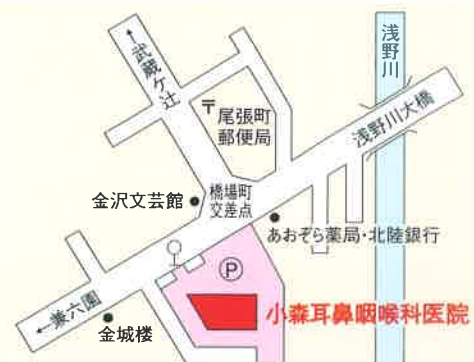 浅野川
武蔵ケ辻
〒尾張町
郵便局
浅野川大橋
橋場町
交差点
金沢文芸館
あおぞら薬局・北陸銀行
P
小森耳鼻咽喉科医院
←兼六園
金城楼